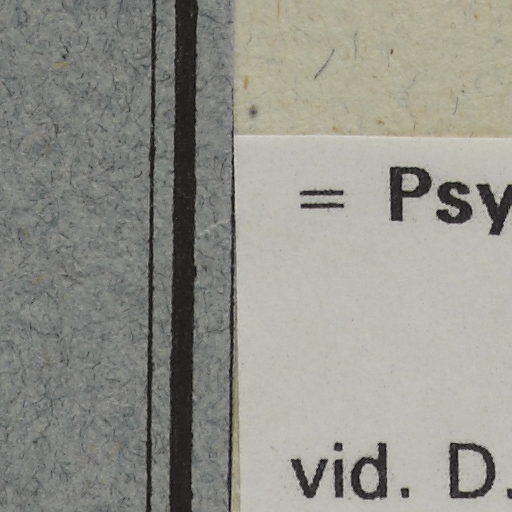 = Psy
vid. D.